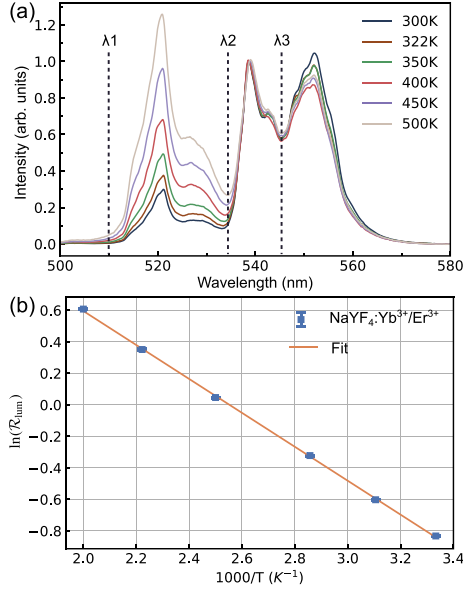 (a)
λ1
λ2
λ3
300K
322K
350K
400K
450K
500K
Intensity (arb. units)
1.2
1.0
0.8
0.6
0.4
0.2
0.0
500
520
540
560
580
Wavelength (nm)
(b)
NaYF₄:Yb³⁺/Er³⁺
Fit
ln(ℛlum)
0.6
0.4
0.2
0.0
−0.2
−0.4
−0.6
−0.8
2.0
2.2
2.4
2.6
2.8
3.0
3.2
3.4
1000/T (K⁻¹)